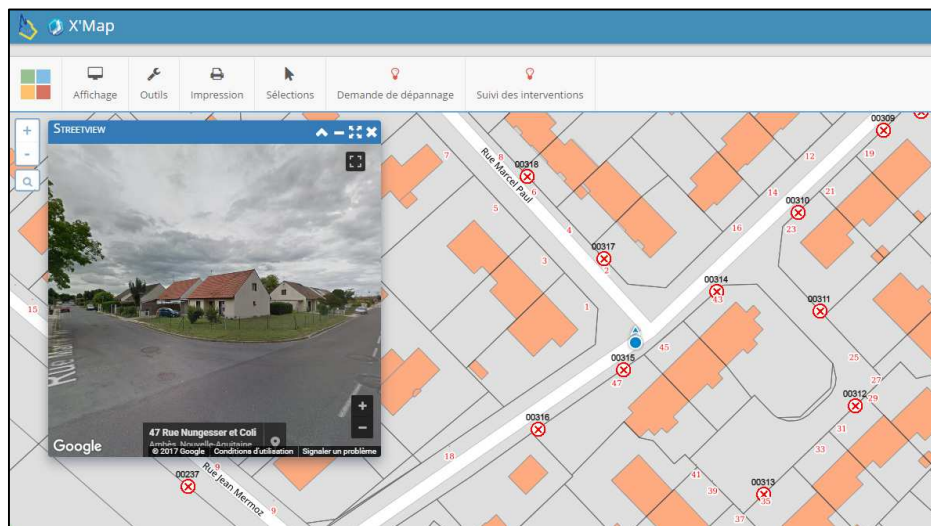 X'Map
Affichage
Outils
Impression
Sélections
Demande de dépannage
Suivi des interventions
+
-
STREETVIEW
47 Rue Nungesser et Coli
Ambès, Nouvelle-Aquitaine
Google
© 2017 Google
Conditions d'utilisation
Signaler un problème
+
−
00309
00318
00310
00317
00314
00311
00315
00312
00316
00237
00313
Rue Marcel Paul
Rue Jean Mermoz
7
8
6
5
4
3
2
1
12
14
16
19
21
23
43
45
47
25
27
29
31
33
35
37
39
41
18
15
9
9